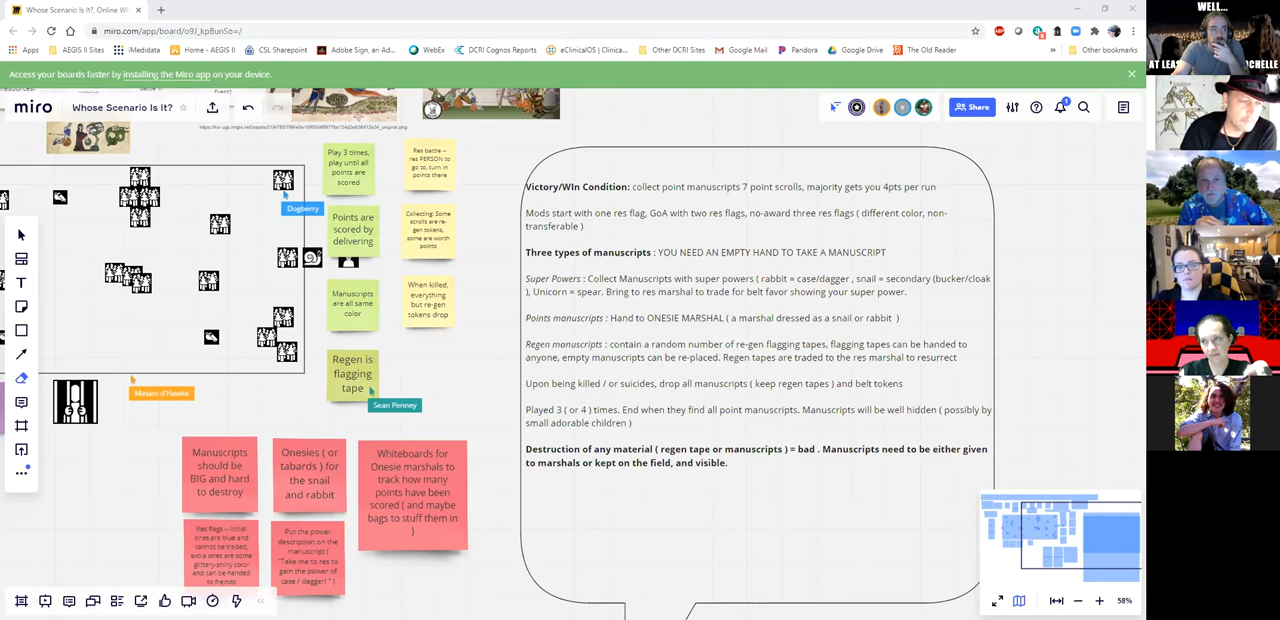 Whose Scenario Is It?, Online W
miro.com/app/board/o9J_kpBunSo=/
Apps
AEGIS II Sites
iMedidata
Home - AEGIS II
CSL Sharepoint
Adobe Sign, an Ad...
WebEx
DCRI Cognos Reports
eClinicalOS (Clinica...
Other DCRI Sites
Google Mail
Pandora
Google Drive
The Old Reader
Other bookmarks
Access your boards faster by installing the Miro app on your device.
miro
Whose Scenario Is It?
Share
Play 3 times,
play until all
points are
scored
Res battle --
res PERSON to
go so, turn in
points there
Dogberry
Points are
scored by
delivering
Collecting: Some
scrolls are re-
gen tokens,
some are worth
points
Manuscripts
are all same
color
When killed,
everything
but re-gen
tokens drop
Regen is
flagging
tape
Miriam d'Hawke
Sean Penney
Manuscripts
should be
BIG and hard
to destroy
Onesies ( or
tabards ) for
the snail
and rabbit
Whiteboards for
Onesie marshals to
track how many
points have been
scored ( and maybe
bags to stuff them in
)
Res flags -- initial
ones are blue and
cannot be traded,
extra ones are some
glittery-shiny color
and can be handed
to freinds
Put the power
description on the
manuscript (
"Take me to res to
gain the power of
case / dagger! " )
Victory/WIn Condition: collect point manuscripts 7 point scrolls, majority gets you 4pts per run
Mods start with one res flag, GoA with two res flags, no-award three res flags ( different color, non-
transferable )
Three types of manuscripts : YOU NEED AN EMPTY HAND TO TAKE A MANUSCRIPT
Super Powers : Collect Manuscripts with super powers ( rabbit = case/dagger , snail = secondary (bucker/cloak
), Unicorn = spear. Bring to res marshal to trade for belt favor showing your super power.
Points manuscripts : Hand to ONESIE MARSHAL ( a marshal dressed as a snail or rabbit )
Regen manuscripts : contain a random number of re-gen flagging tapes, flagging tapes can be handed to
anyone, empty manuscripts can be re-placed. Regen tapes are traded to the res marshal to resurrect
Upon being killed / or suicides, drop all manuscripts ( keep regen tapes ) and belt tokens
Played 3 ( or 4 ) times. End when they find all point manuscripts. Manuscripts will be well hidden ( possibly by
small adorable children )
Destruction of any material ( regen tape or manuscripts ) = bad . Manuscripts need to be either given
to marshals or kept on the field, and visible.
58%
WELL...
AT LEAS
OCHELLE